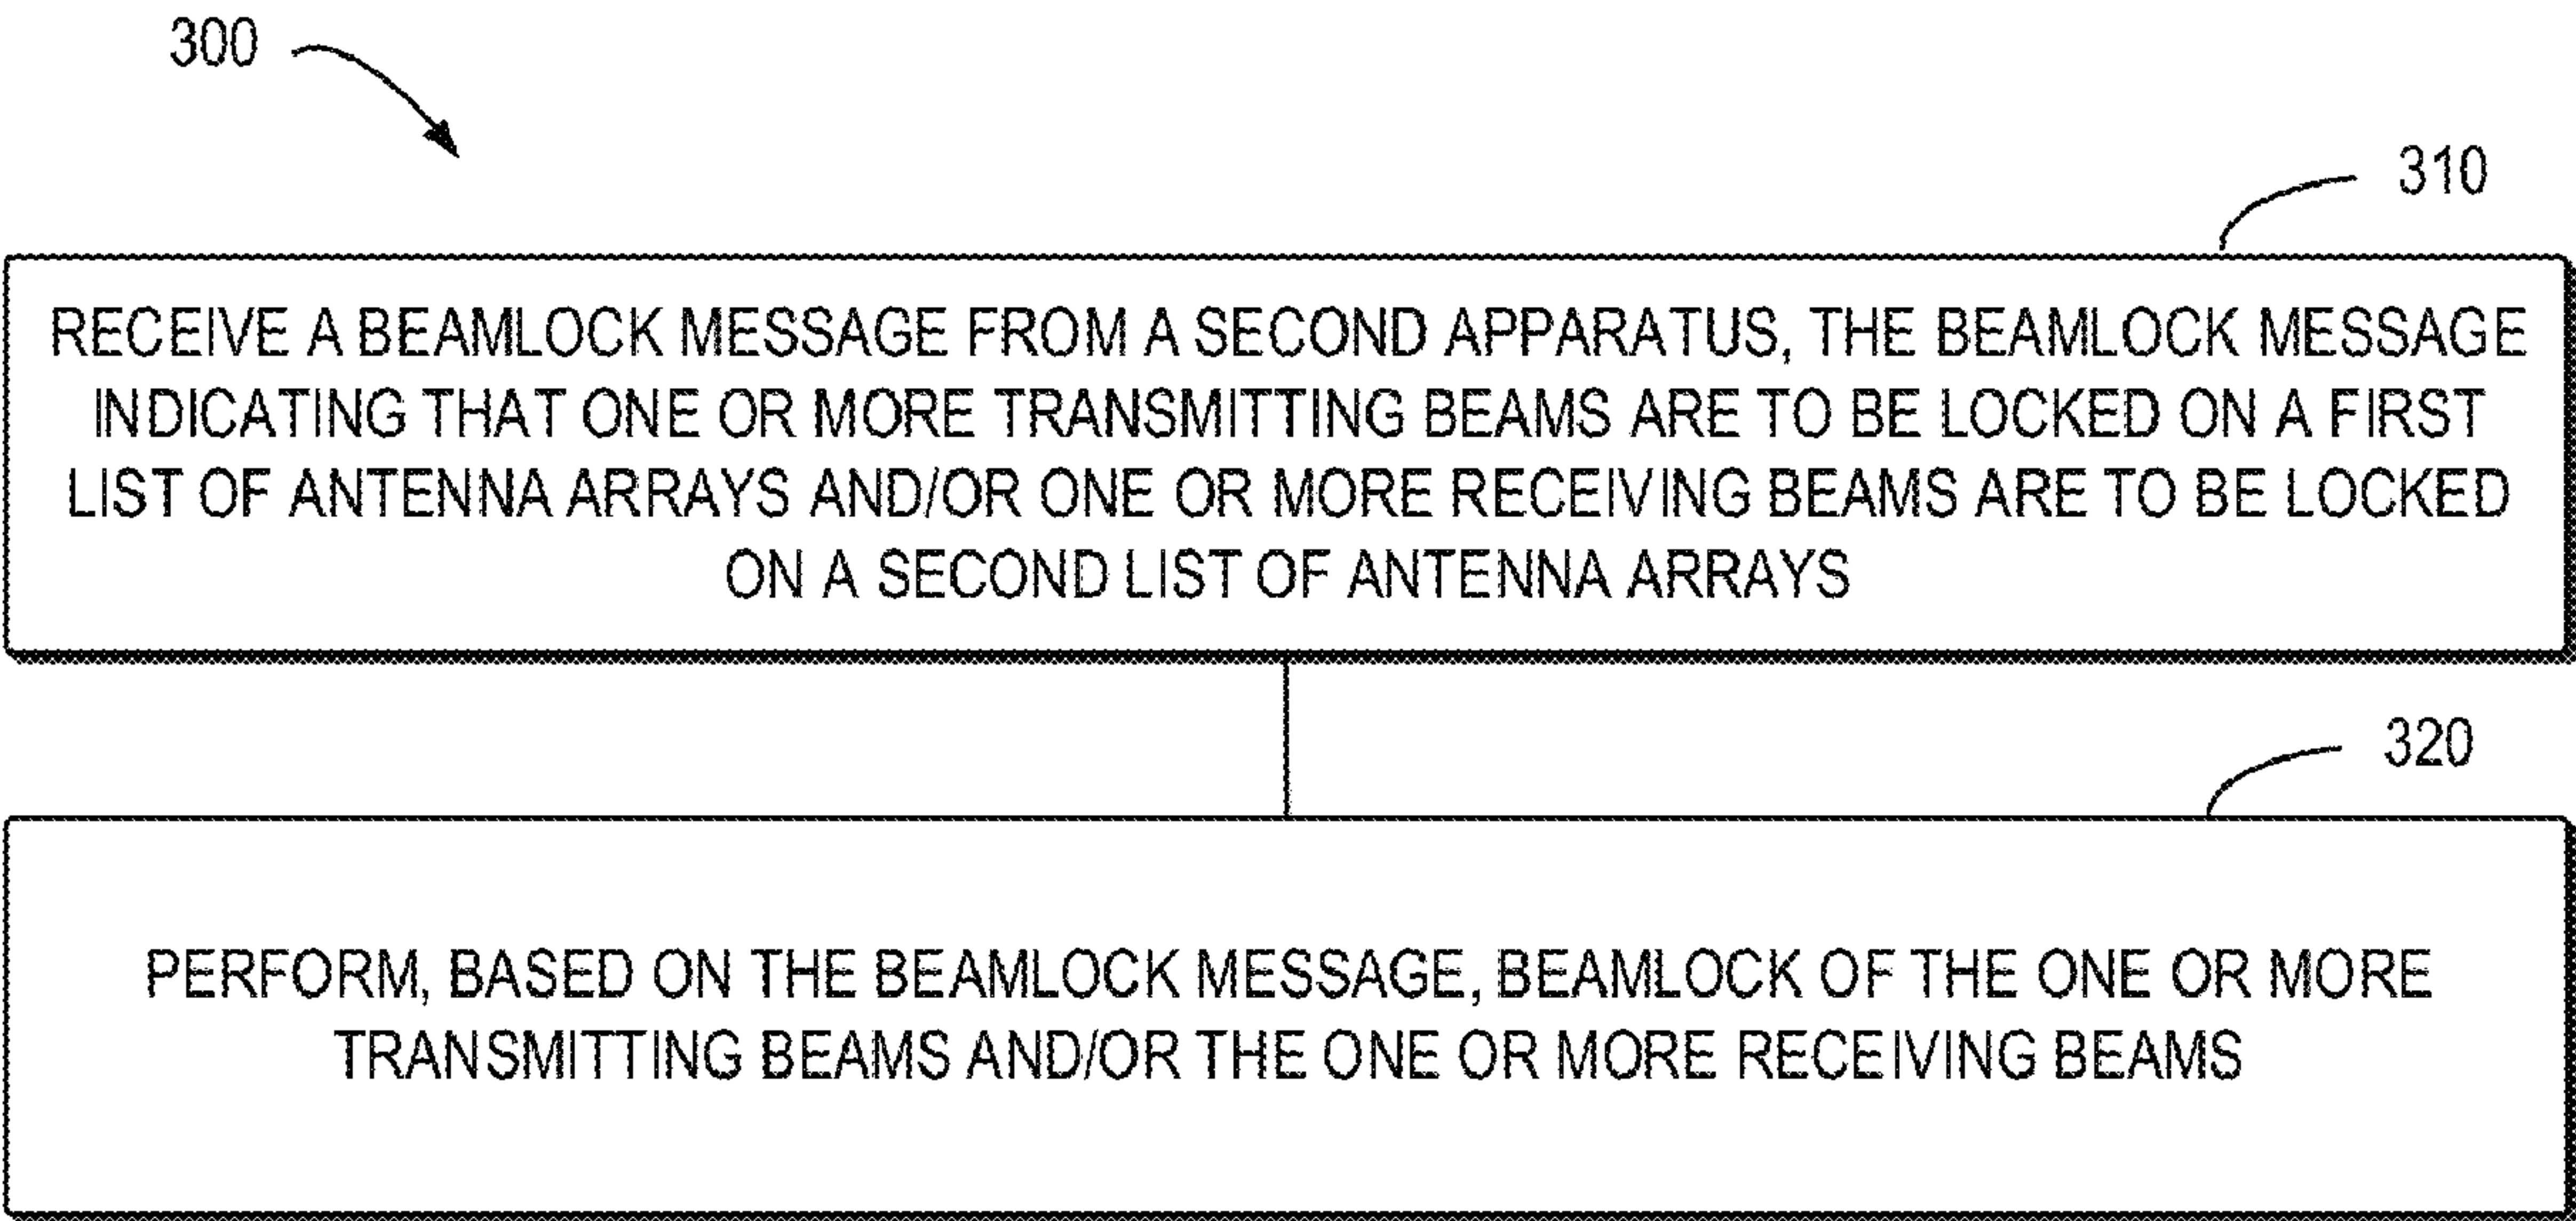 300
310
RECEIVE A BEAMLOCK MESSAGE FROM A SECOND APPARATUS, THE BEAMLOCK MESSAGE
INDICATING THAT ONE OR MORE TRANSMITTING BEAMS ARE TO BE LOCKED ON A FIRST
LIST OF ANTENNA ARRAYS AND/OR ONE OR MORE RECEIVING BEAMS ARE TO BE LOCKED
ON A SECOND LIST OF ANTENNA ARRAYS
320
PERFORM, BASED ON THE BEAMLOCK MESSAGE, BEAMLOCK OF THE ONE OR MORE
TRANSMITTING BEAMS AND/OR THE ONE OR MORE RECEIVING BEAMS